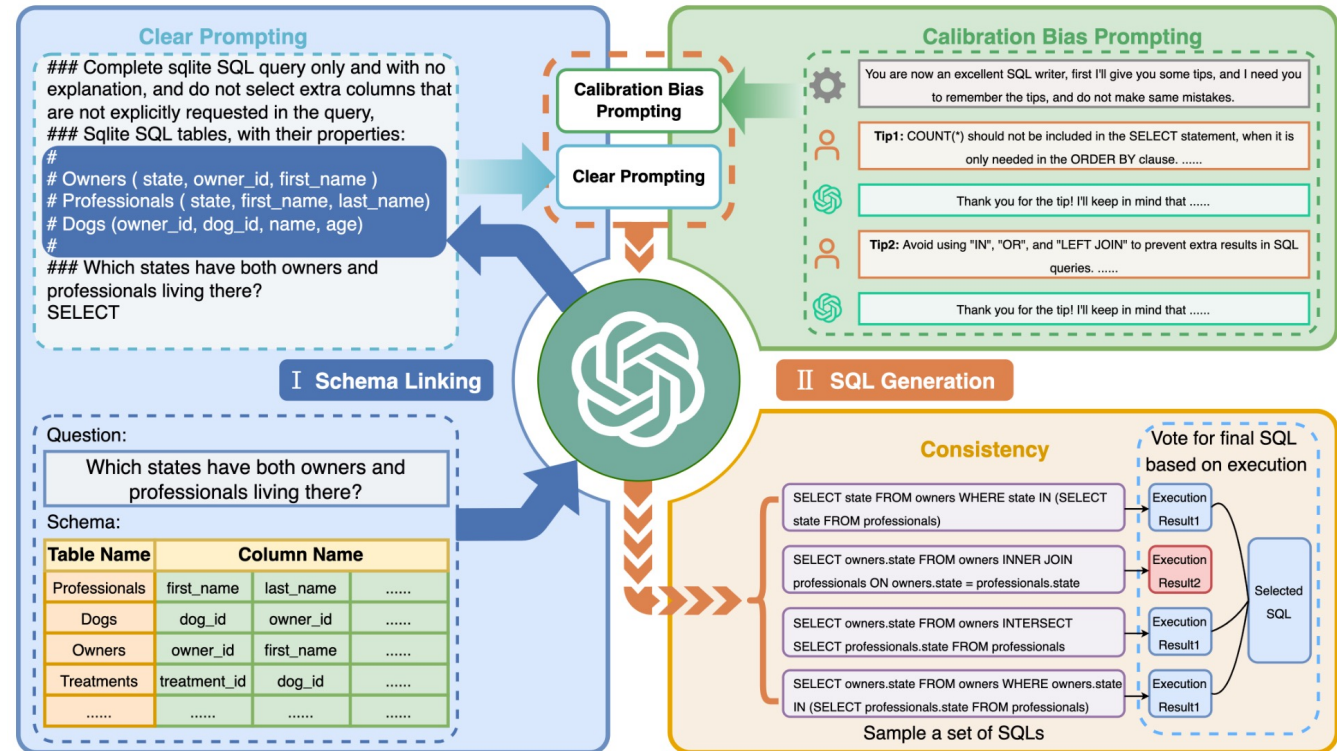 Clear Prompting
### Complete sqlite SQL query only and with no
explanation, and do not select extra columns that
are not explicitly requested in the query,
### Sqlite SQL tables, with their properties:
#
# Owners ( state, owner_id, first_name )
# Professionals ( state, first_name, last_name)
# Dogs (owner_id, dog_id, name, age)
#
### Which states have both owners and
professionals living there?
SELECT
Calibration Bias
Prompting
Clear Prompting
Calibration Bias Prompting
You are now an excellent SQL writer, first I'll give you some tips, and I need you
to remember the tips, and do not make same mistakes.
Tip1: COUNT(*) should not be included in the SELECT statement, when it is
only needed in the ORDER BY clause. ......
Thank you for the tip! I'll keep in mind that ......
Tip2: Avoid using "IN", "OR", and "LEFT JOIN" to prevent extra results in SQL
queries. ......
Thank you for the tip! I'll keep in mind that ......
I Schema Linking
II SQL Generation
Question:
Which states have both owners and
professionals living there?
Schema:
Table Name Column Name
Professionals first_name last_name ......
Dogs dog_id owner_id ......
Owners owner_id first_name ......
Treatments treatment_id dog_id ......
...... ...... ...... ......
Consistency
Vote for final SQL
based on execution
SELECT state FROM owners WHERE state IN (SELECT
state FROM professionals)
Execution
Result1
SELECT owners.state FROM owners INNER JOIN
professionals ON owners.state = professionals.state
Execution
Result2
SELECT owners.state FROM owners INTERSECT
SELECT professionals.state FROM professionals
Execution
Result1
SELECT owners.state FROM owners WHERE owners.state
IN (SELECT professionals.state FROM professionals)
Execution
Result1
Selected
SQL
Sample a set of SQLs